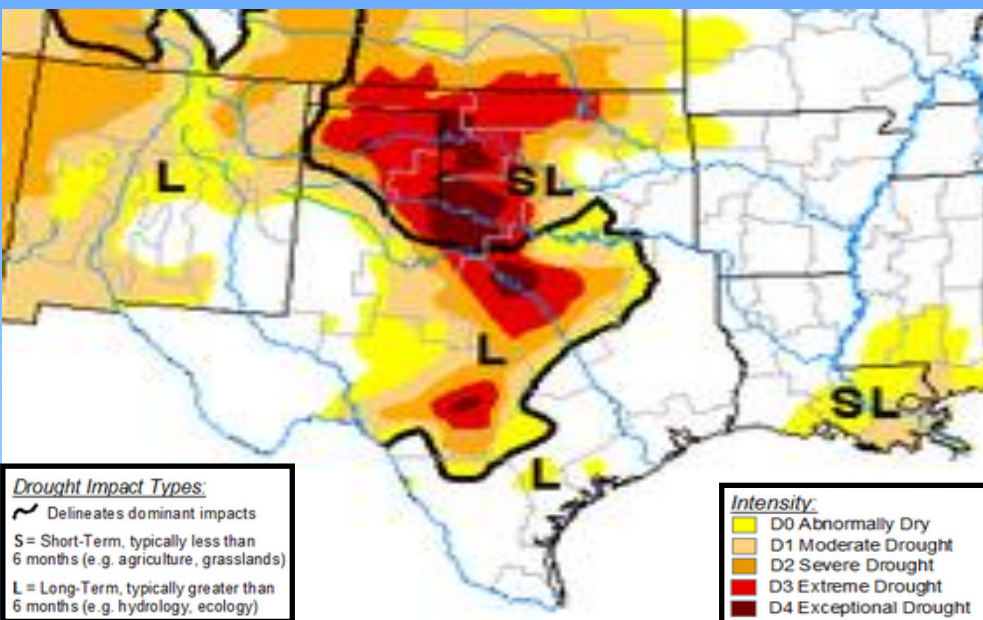 L
SL
L
SL
L
Drought Impact Types:
Delineates dominant impacts
S = Short-Term, typically less than
6 months (e.g. agriculture, grasslands)
L = Long-Term, typically greater than
6 months (e.g. hydrology, ecology)
Intensity:
D0 Abnormally Dry
D1 Moderate Drought
D2 Severe Drought
D3 Extreme Drought
D4 Exceptional Drought